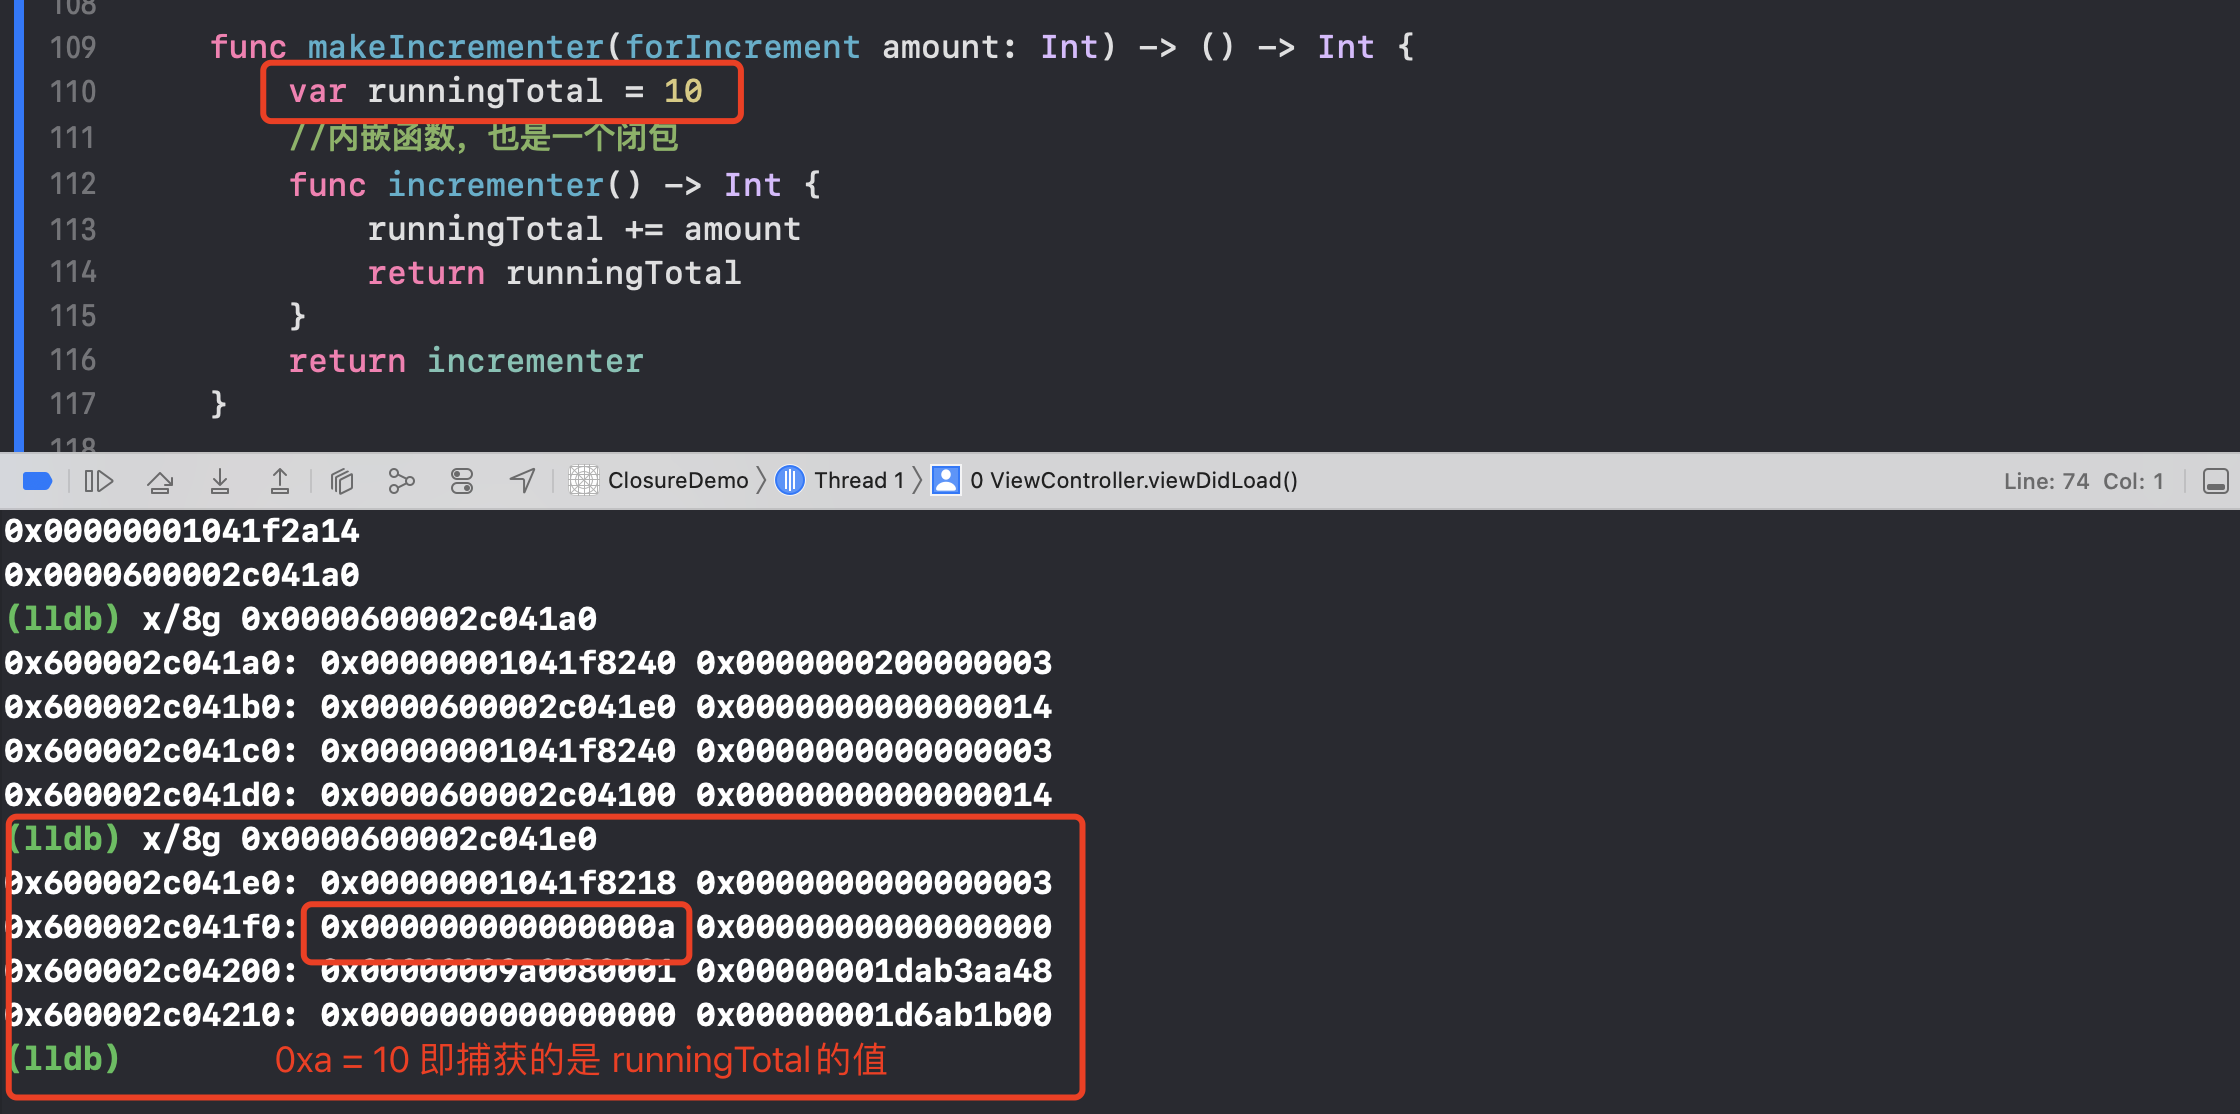 108
109 func makeIncrementer(forIncrement amount: Int) -> () -> Int {
110 var runningTotal = 10
111 //内嵌函数，也是一个闭包
112 func incrementer() -> Int {
113 runningTotal += amount
114 return runningTotal
115 }
116 return incrementer
117 }
118
ClosureDemo Thread 1 0 ViewController.viewDidLoad() Line: 74 Col: 1
0x00000001041f2a14
0x0000600002c041a0
(lldb) x/8g 0x0000600002c041a0
0x600002c041a0: 0x00000001041f8240 0x0000000200000003
0x600002c041b0: 0x0000600002c041e0 0x0000000000000014
0x600002c041c0: 0x00000001041f8240 0x0000000000000003
0x600002c041d0: 0x0000600002c04100 0x0000000000000014
(lldb) x/8g 0x0000600002c041e0
0x600002c041e0: 0x00000001041f8218 0x0000000000000003
0x600002c041f0: 0x000000000000000a 0x0000000000000000
0x600002c04200: 0x00000009a0080001 0x00000001dab3aa48
0x600002c04210: 0x0000000000000000 0x00000001d6ab1b00
(lldb) 0xa = 10 即捕获的是 runningTotal的值